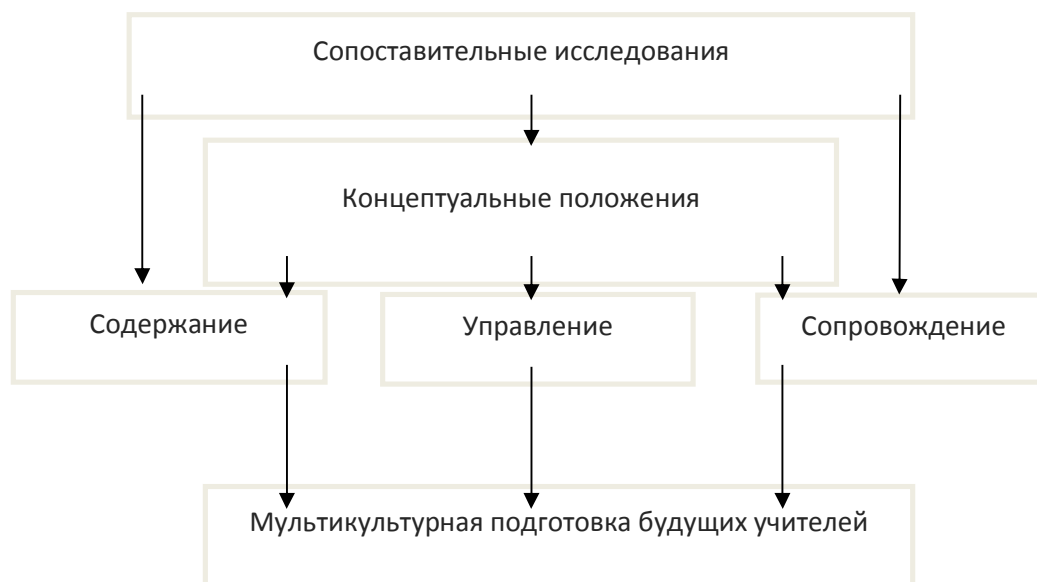 Сопоставительные исследования
Концептуальные положения
Содержание
Управление
Сопровождение
Мультикультурная подготовка будущих учителей